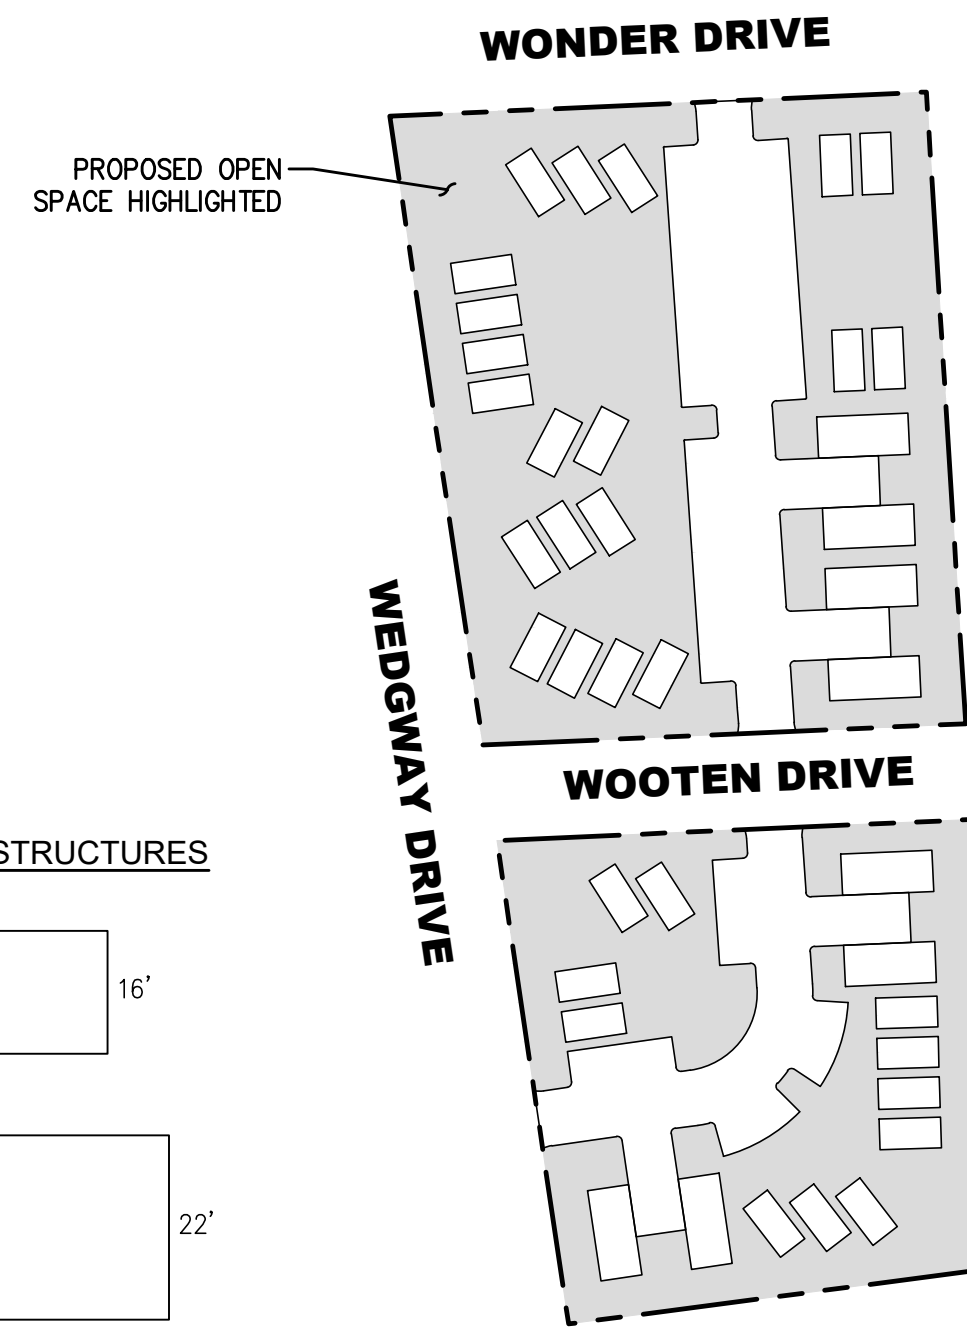 WONDER DRIVE
PROPOSED OPEN
SPACE HIGHLIGHTED
WEDGWAY DRIVE
WOOTEN DRIVE
STRUCTURES
16'
22'